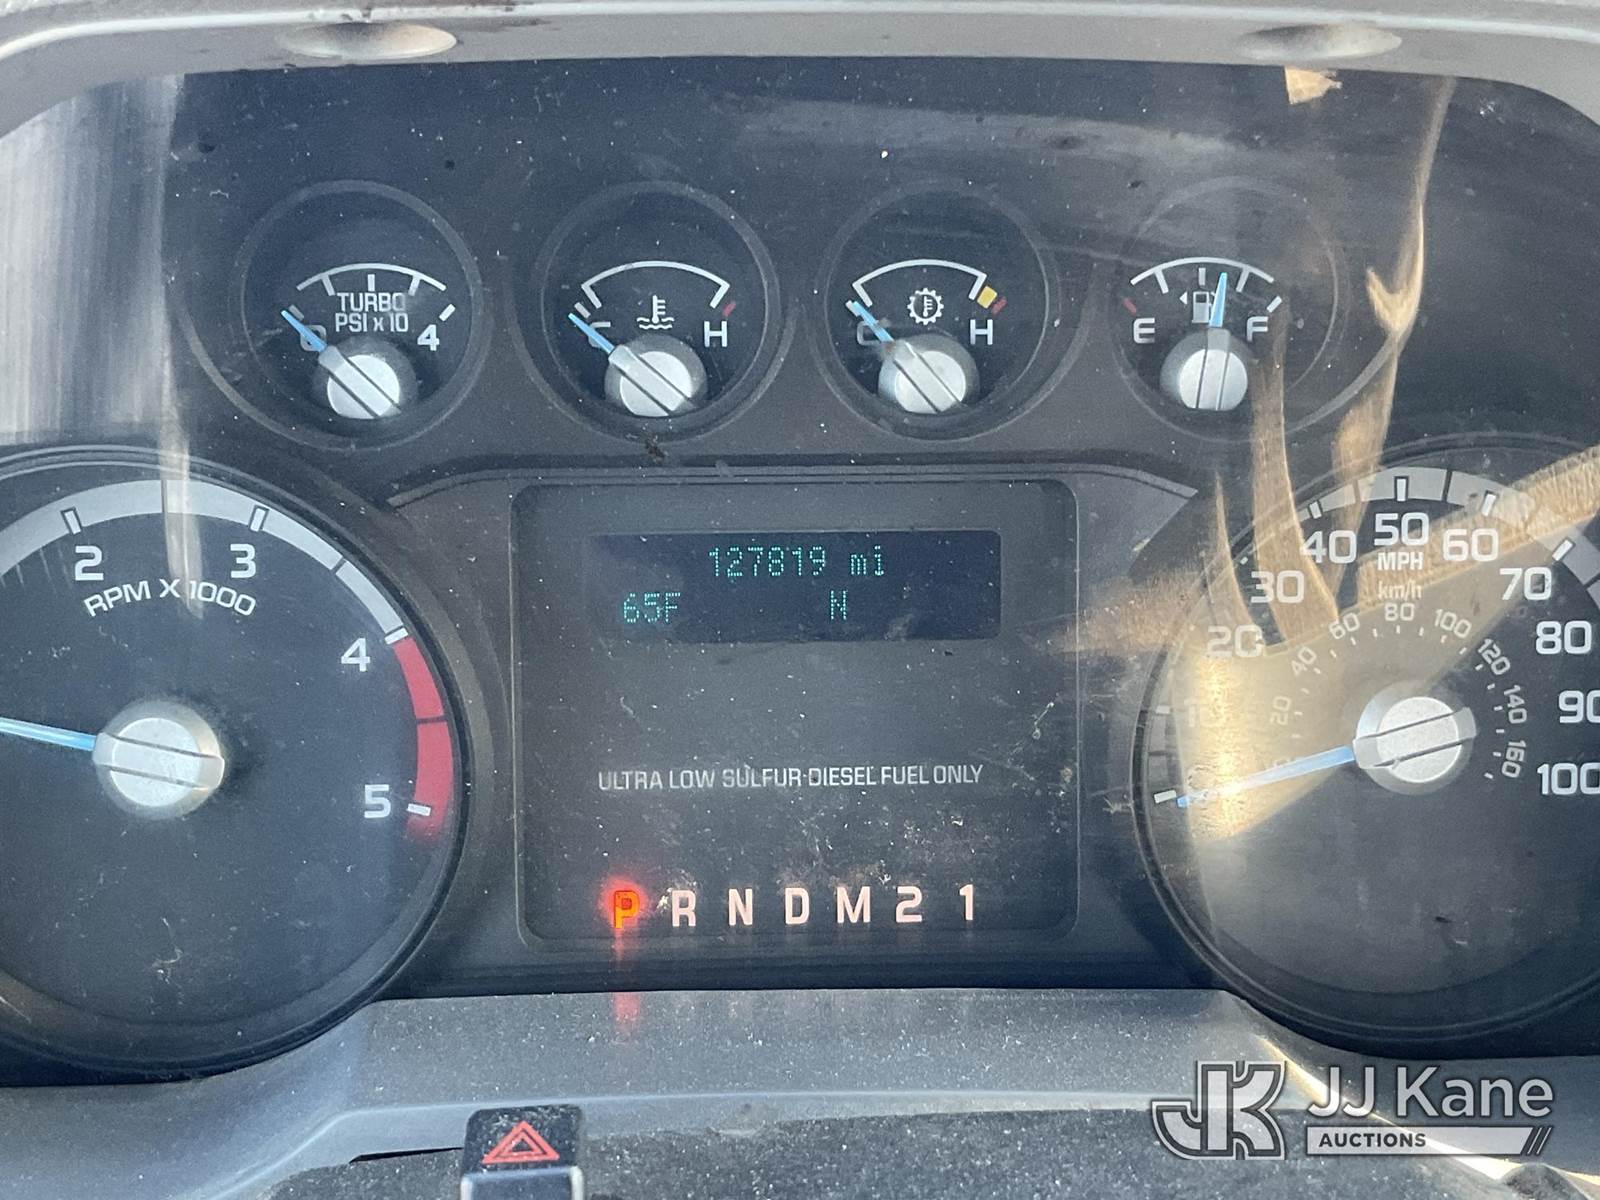 TURBO
PSI x 10
0 4
H
C H
E F
2 3
RPM X 1000
4
5
127819 mi
65F N
ULTRA LOW SULFUR DIESEL FUEL ONLY
P R N D M 2 1
20 30 40 50 60 70 80 90 100
MPH
km/h
20 40 60 80 100 120 140 160
JK
JJ Kane
AUCTIONS